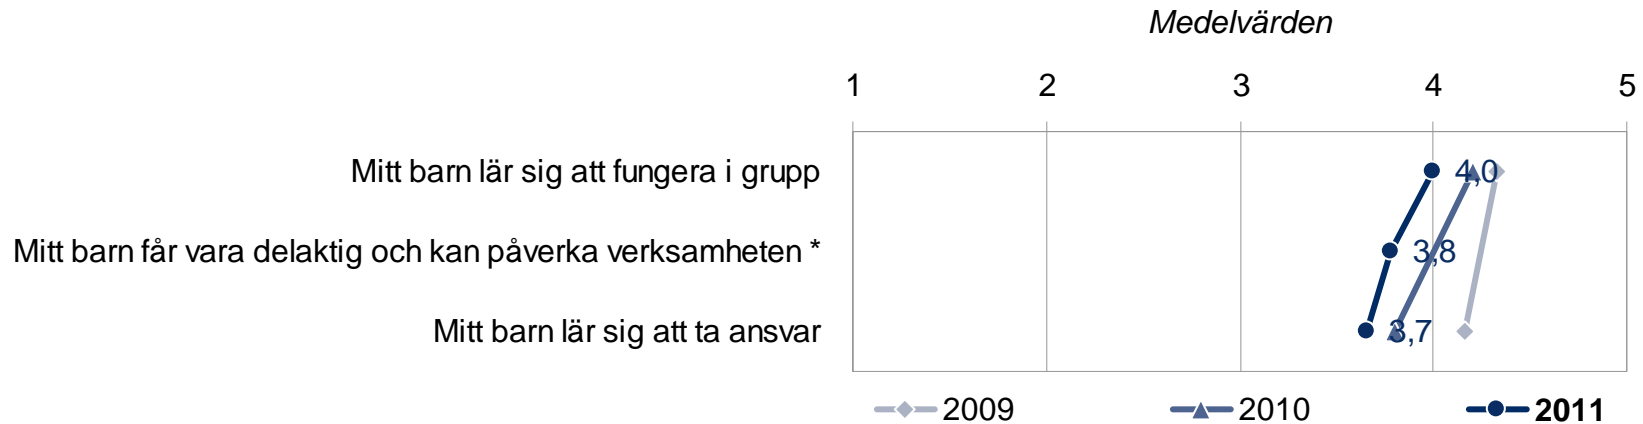 Medelvärden
1 2 3 4 5
Mitt barn lär sig att fungera i grupp 4,0
Mitt barn får vara delaktig och kan påverka verksamheten * 3,8
Mitt barn lär sig att ta ansvar 3,7
2009 2010 2011